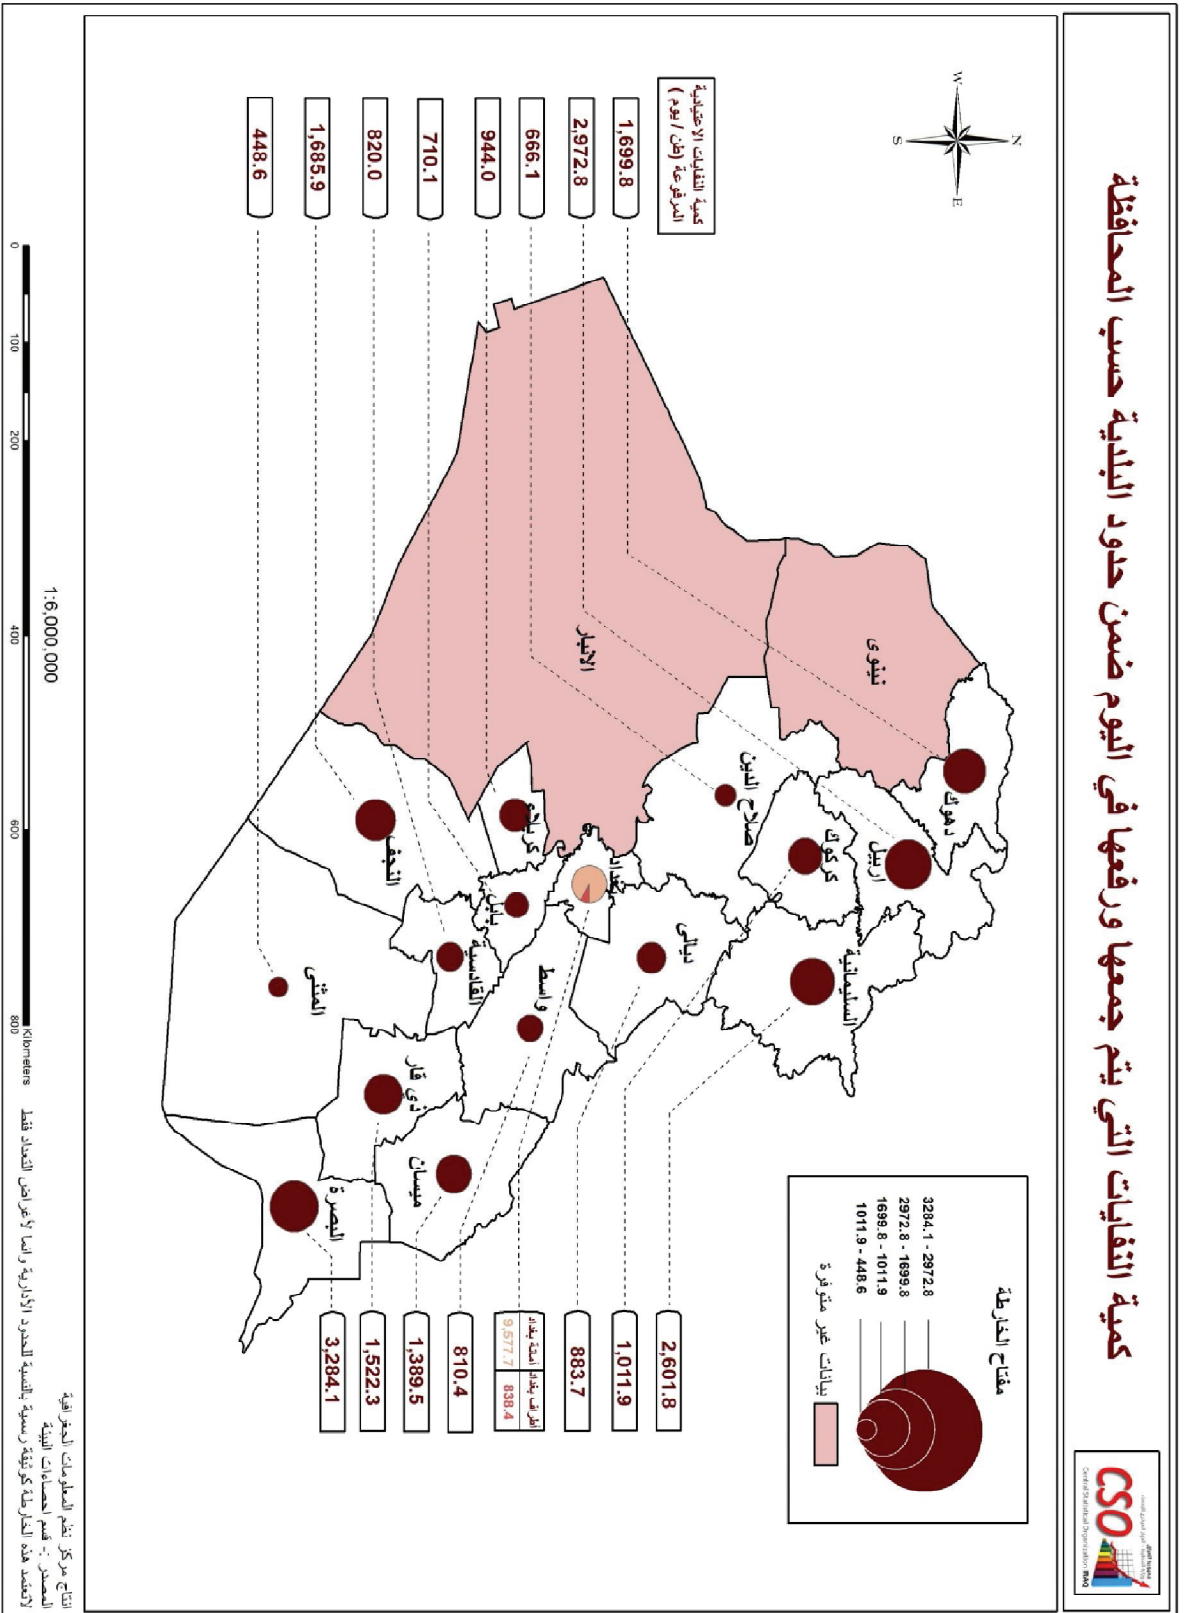 كمية النفايات التي يتم جمعها ورفعها في اليوم ضمن حدود البلدية حسب المحافظة
CSO
Central Statistical Organization IRAQ
N
W
E
S
كمية النفايات الاعتيادية
المرفوعة (طن / يوم )
1,699.8
2,972.8
666.1
944.0
710.1
820.0
1,685.9
448.6
دهوك
نينوى
اربيل
كركوك
السليمانية
صلاح الدين
ديالى
الانبار
بغداد
كربلاء
بابل
واسط
القادسية
النجف
المثنى
ذي قار
ميسان
البصرة
مفتاح الخارطة
3284.1 - 2972.8
2972.8 - 1699.8
1699.8 - 1011.9
1011.9 - 448.6
بيانات غير متوفرة
2,601.8
1,011.9
883.7
امانة بغداد
اطراف بغداد
9,577.7
838.4
810.4
1,389.5
1,522.3
3,284.1
1:6,000,000
0
100
200
400
600
800
Kilometers
انتاج مركز نظم المعلومات الجغرافية
المصدر :- قسم احصاءات البيئة
لاتعتمد هذه الخارطة كوثيقة رسمية بالنسبة للحدود الادارية وانما لأغراض التعداد فقط